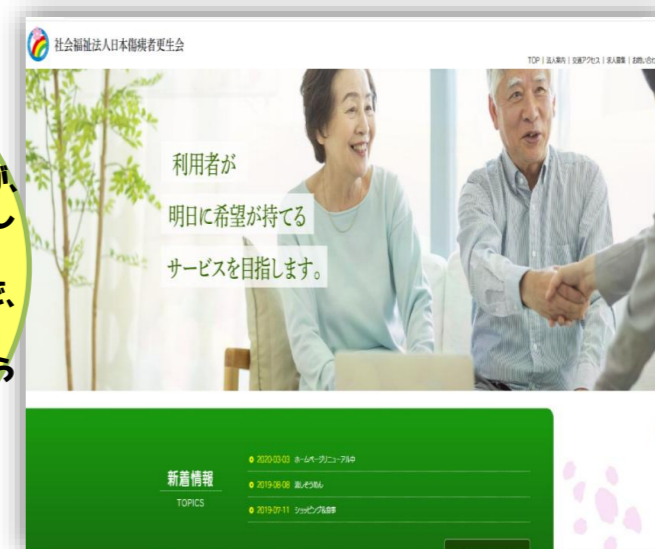 社会福祉法人日本傷痍者更生会
TOP | 法人案内 | 交通アクセス | 求人募集 | お問い合わ
利用者が
明日に希望が持てる
サービスを目指します。
が、
し
で、
ら
新着情報
TOPICS
2020-03-03 ホームページリニューアル中
2019-08-08 流しそうめん
2019-07-11 ショッピング&食事